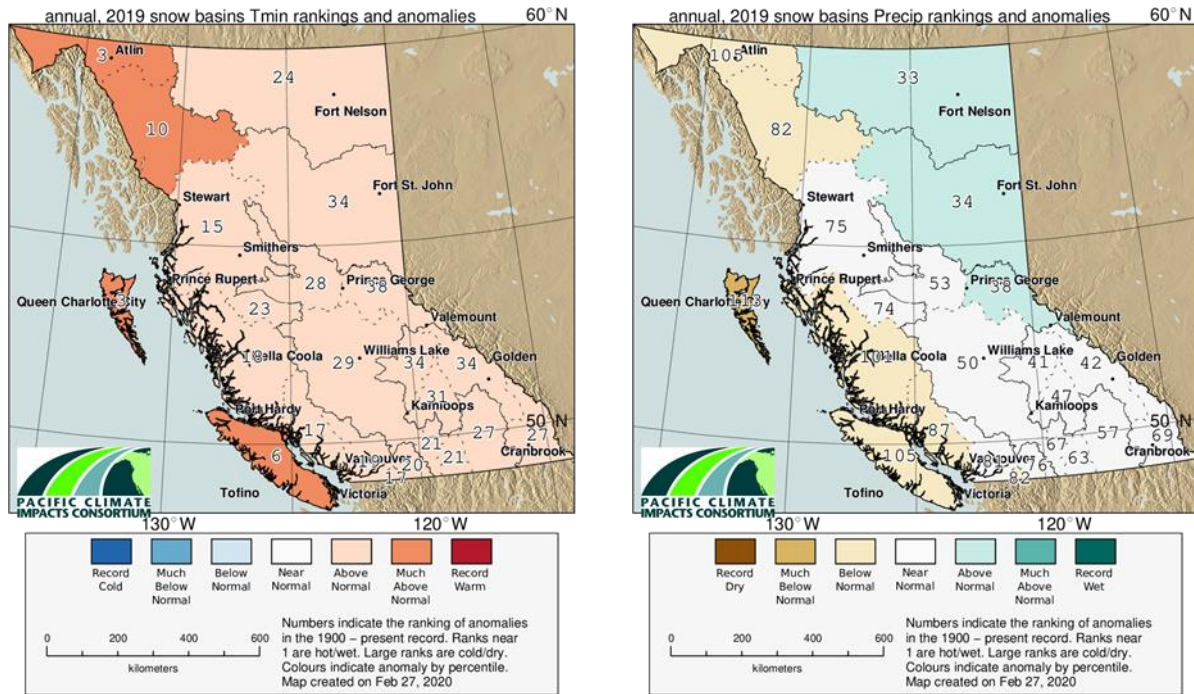 annual, 2019 snow basins Tmin rankings and anomalies
60°N
3
Atlin
24
Fort Nelson
10
Fort St. John
34
Stewart
15
Smithers
Prince Rupert
28
Prince George
38
Queen Charlotte City
3
23
Valemount
18
Bella Coola
29
Williams Lake
34
34
Golden
31
Port Hardy
Kamloops
50°N
17
27
27
21
Cranbrook
6
Vancouver
19
20
21
17
Tofino
Victoria
PACIFIC CLIMATE
IMPACTS CONSORTIUM
130°W
120°W
Record
Cold
Much
Below
Normal
Below
Normal
Near
Normal
Above
Normal
Much
Above
Normal
Record
Warm
0 200 400 600
kilometers
Numbers indicate the ranking of anomalies
in the 1900 – present record. Ranks near
1 are hot/wet. Large ranks are cold/dry.
Colours indicate anomaly by percentile.
Map created on Feb 27, 2020
annual, 2019 snow basins Precip rankings and anomalies
60°N
105
Atlin
33
Fort Nelson
82
Fort St. John
34
Stewart
75
Smithers
Prince Rupert
53
Prince George
38
Queen Charlotte City
113
74
Valemount
101
Bella Coola
50
Williams Lake
41
42
Golden
47
Port Hardy
Kamloops
50°N
87
57
69
67
Cranbrook
105
Vancouver
76
63
82
Tofino
Victoria
PACIFIC CLIMATE
IMPACTS CONSORTIUM
130°W
120°W
Record
Dry
Much
Below
Normal
Below
Normal
Near
Normal
Above
Normal
Much
Above
Normal
Record
Wet
0 200 400 600
kilometers
Numbers indicate the ranking of anomalies
in the 1900 – present record. Ranks near
1 are hot/wet. Large ranks are cold/dry.
Colours indicate anomaly by percentile.
Map created on Feb 27, 2020